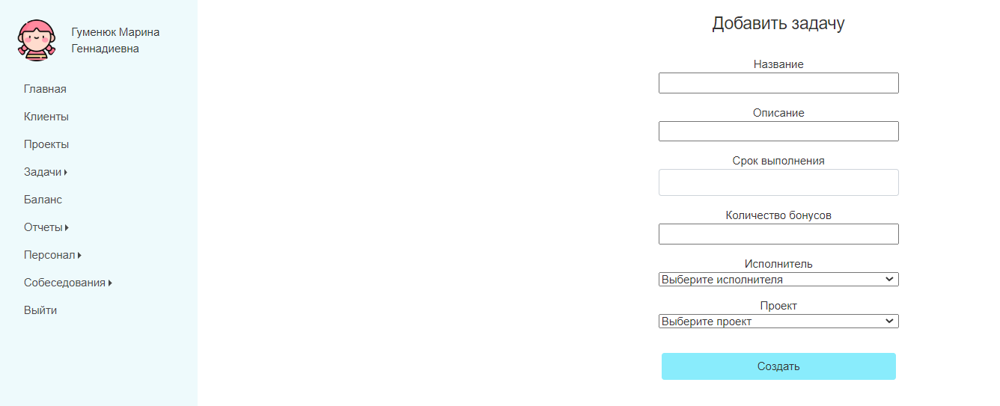 Гуменюк Марина
Геннадиевна
Главная
Клиенты
Проекты
Задачи
Баланс
Отчеты
Персонал
Собеседования
Выйти
Добавить задачу
Название
Описание
Срок выполнения
Количество бонусов
Исполнитель
Выберите исполнителя
Проект
Выберите проект
Создать